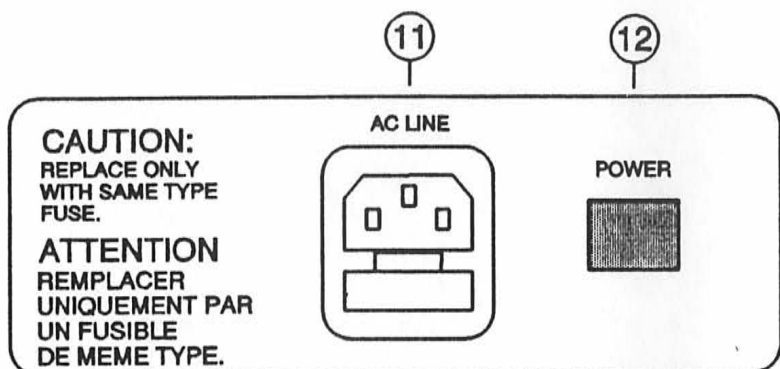 11
12
CAUTION:
REPLACE ONLY
WITH SAME TYPE
FUSE.
ATTENTION
REMPLACER
UNIQUEMENT PAR
UN FUSIBLE
DE MEME TYPE.
AC LINE
POWER